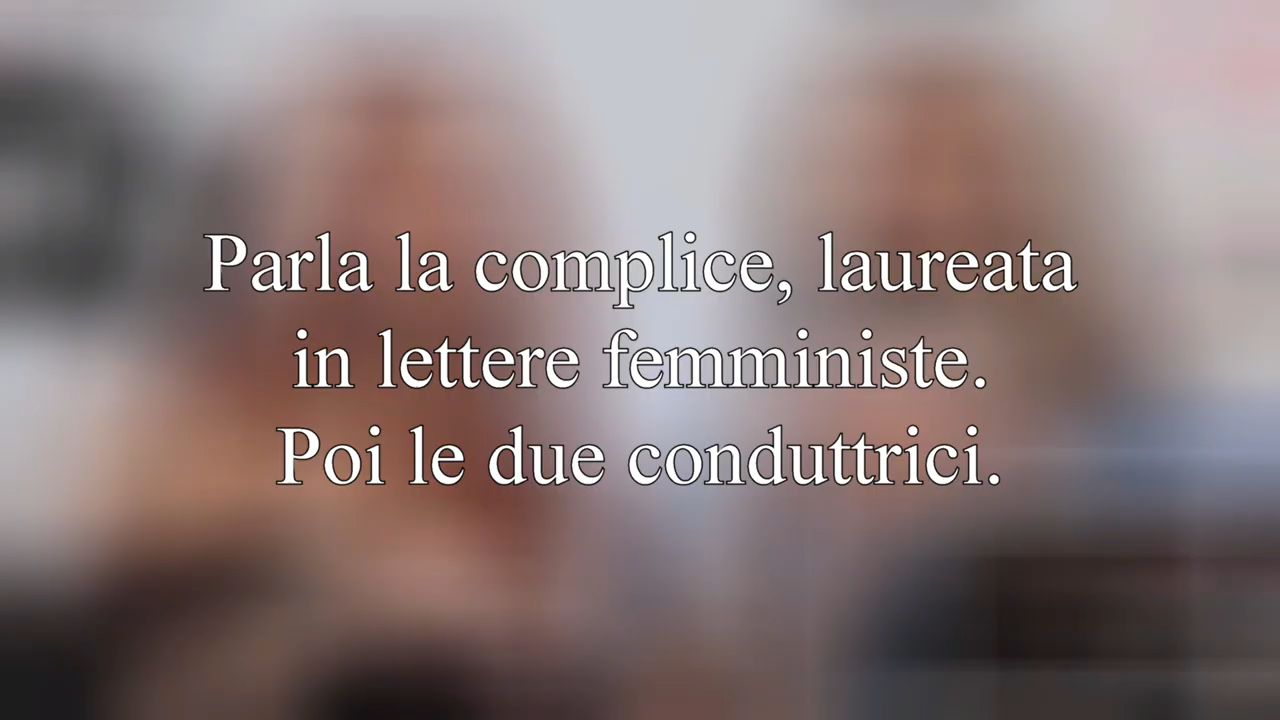 Parla la complice, laureata
in lettere femministe.
Poi le due conduttrici.